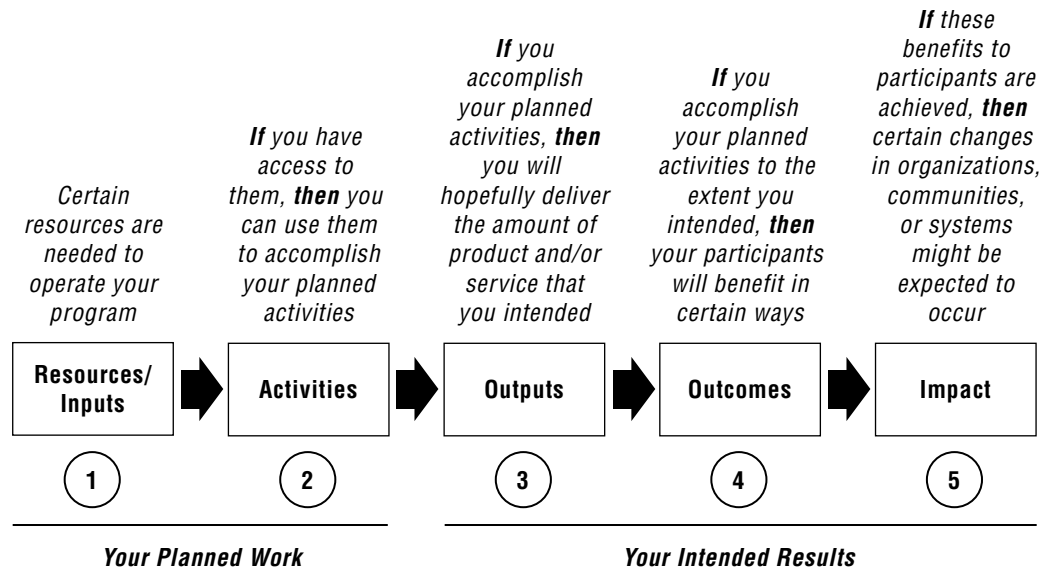 Certain
resources are
needed to
operate your
program
If you have
access to
them, then you
can use them
to accomplish
your planned
activities
If you
accomplish
your planned
activities, then
you will
hopefully deliver
the amount of
product and/or
service that
you intended
If you
accomplish
your planned
activities to the
extent you
intended, then
your participants
will benefit in
certain ways
If these
benefits to
participants are
achieved, then
certain changes
in organizations,
communities,
or systems
might be
expected to
occur
Resources/
Inputs
Activities
Outputs
Outcomes
Impact
1
2
3
4
5
Your Planned Work
Your Intended Results